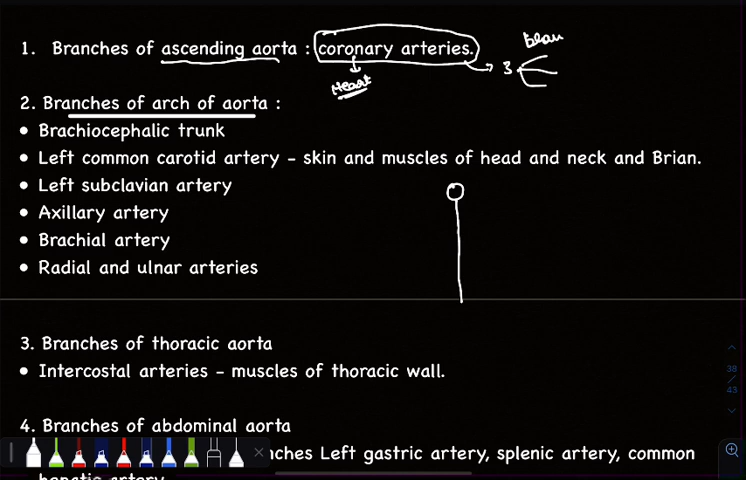 1. Branches of ascending aorta : coronary arteries.
Heart
3
2. Branches of arch of aorta :
• Brachiocephalic trunk
• Left common carotid artery – skin and muscles of head and neck and Brian.
• Left subclavian artery
• Axillary artery
• Brachial artery
• Radial and ulnar arteries
3. Branches of thoracic aorta
• Intercostal arteries – muscles of thoracic wall.
38
/
43
4. Branches of abdominal aorta
Left gastric artery, splenic artery, common